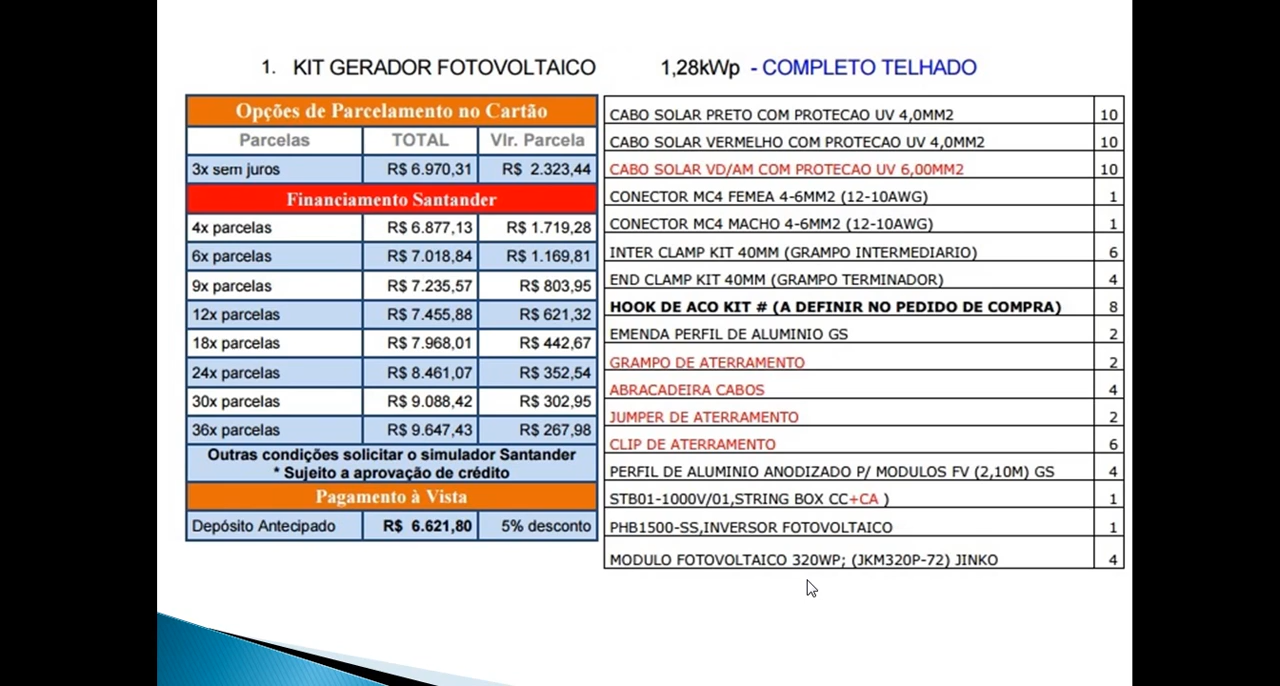 1. KIT GERADOR FOTOVOLTAICO 1,28kWp - COMPLETO TELHADO
Opções de Parcelamento no Cartão
Parcelas TOTAL Vlr. Parcela
3x sem juros R$ 6.970,31 R$ 2.323,44
Financiamento Santander
4x parcelas R$ 6.877,13 R$ 1.719,28
6x parcelas R$ 7.018,84 R$ 1.169,81
9x parcelas R$ 7.235,57 R$ 803,95
12x parcelas R$ 7.455,88 R$ 621,32
18x parcelas R$ 7.968,01 R$ 442,67
24x parcelas R$ 8.461,07 R$ 352,54
30x parcelas R$ 9.088,42 R$ 302,95
36x parcelas R$ 9.647,43 R$ 267,98
Outras condições solicitar o simulador Santander
* Sujeito a aprovação de crédito
Pagamento à Vista
Depósito Antecipado R$ 6.621,80 5% desconto
CABO SOLAR PRETO COM PROTECAO UV 4,0MM2 10
CABO SOLAR VERMELHO COM PROTECAO UV 4,0MM2 10
CABO SOLAR VD/AM COM PROTECAO UV 6,00MM2 10
CONECTOR MC4 FEMEA 4-6MM2 (12-10AWG) 1
CONECTOR MC4 MACHO 4-6MM2 (12-10AWG) 1
INTER CLAMP KIT 40MM (GRAMPO INTERMEDIARIO) 6
END CLAMP KIT 40MM (GRAMPO TERMINADOR) 4
HOOK DE ACO KIT # (A DEFINIR NO PEDIDO DE COMPRA) 8
EMENDA PERFIL DE ALUMINIO GS 2
GRAMPO DE ATERRAMENTO 2
ABRACADEIRA CABOS 4
JUMPER DE ATERRAMENTO 2
CLIP DE ATERRAMENTO 6
PERFIL DE ALUMINIO ANODIZADO P/ MODULOS FV (2,10M) GS 4
STB01-1000V/01,STRING BOX CC+CA ) 1
PHB1500-SS,INVERSOR FOTOVOLTAICO 1
MODULO FOTOVOLTAICO 320WP; (JKM320P-72) JINKO 4